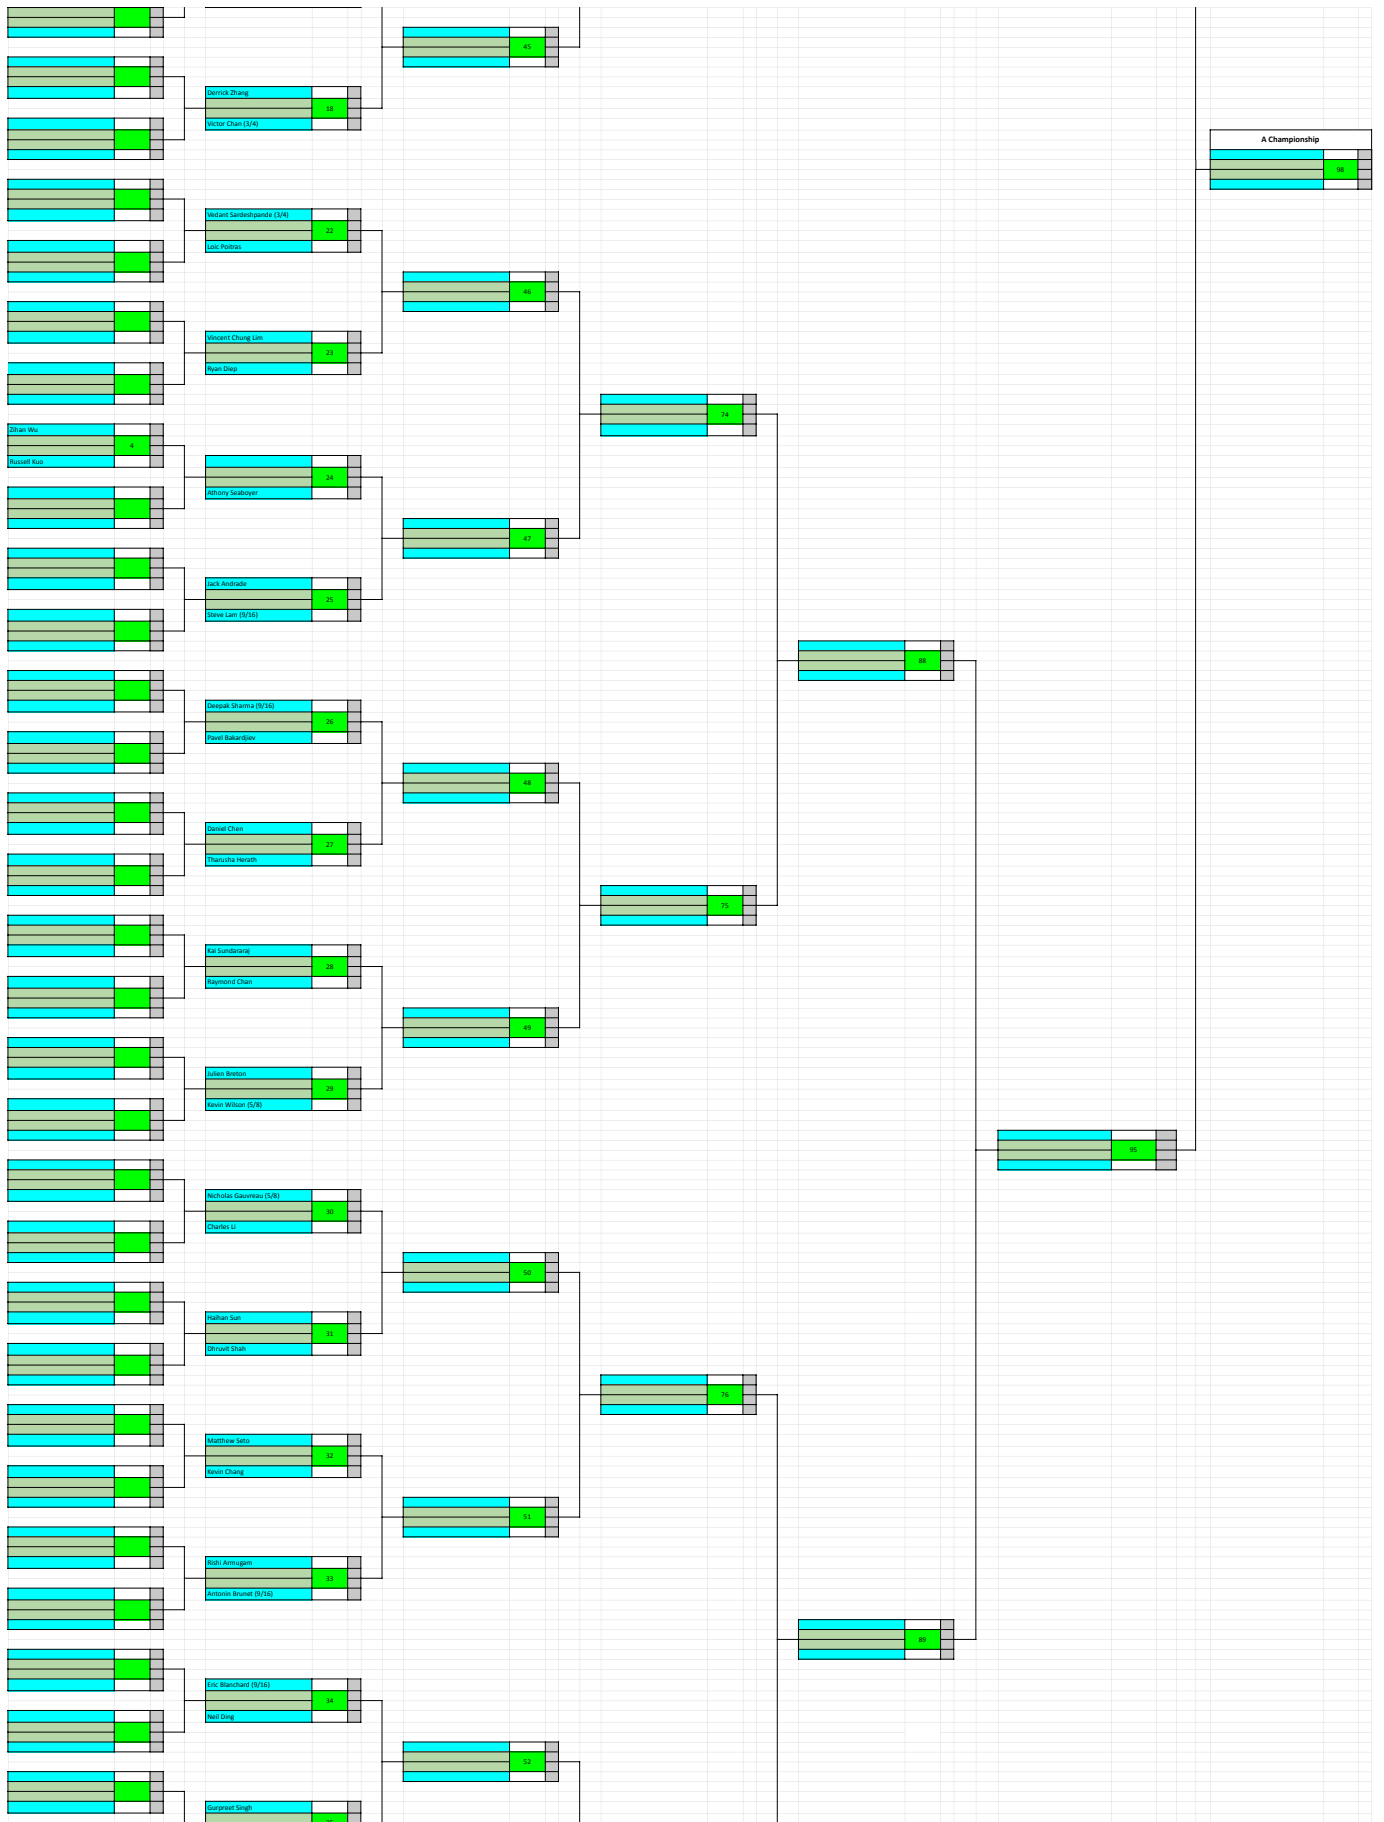 45
Derrick Zhang
18
Victor Chan (3/4)
A Championship
98
Vedant Sardeshpande (3/4)
22
Loic Poitras
46
Vincent Chung Lim
23
Ryan Diep
74
Zihan Wu
4
Russell Kuo
24
Athony Seaboyer
47
Jack Andrade
25
Steve Lam (9/16)
88
Deepak Sharma (9/16)
26
Pavel Bakardjiev
48
Daniel Chen
27
Tharusha Herath
75
Kai Sundararaj
28
Raymond Chan
49
Julien Breton
29
Kevin Wilson (5/8)
95
Nicholas Gauvreau (5/8)
30
Charles Li
50
Haihan Sun
31
Dhruvit Shah
76
Matthew Seto
32
Kevin Chang
51
Rishi Armugam
33
Antonin Brunet (9/16)
89
Eric Blanchard (9/16)
34
Neil Ding
52
Gurpreet Singh